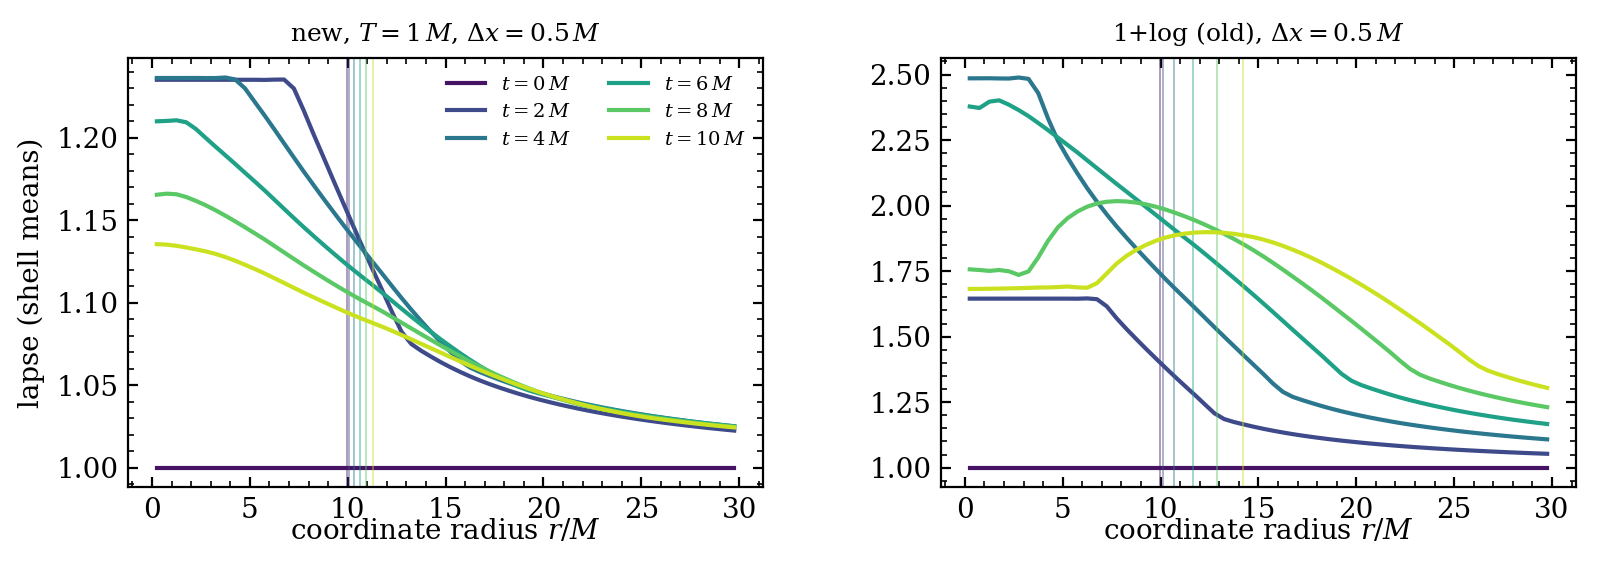 new, T = 1 M, Δx = 0.5 M
lapse (shell means)
1.20
1.15
1.10
1.05
1.00
t = 0 M
t = 2 M
t = 4 M
t = 6 M
t = 8 M
t = 10 M
0 5 10 15 20 25 30
coordinate radius r/M
1+log (old), Δx = 0.5 M
2.50
2.25
2.00
1.75
1.50
1.25
1.00
0 5 10 15 20 25 30
coordinate radius r/M